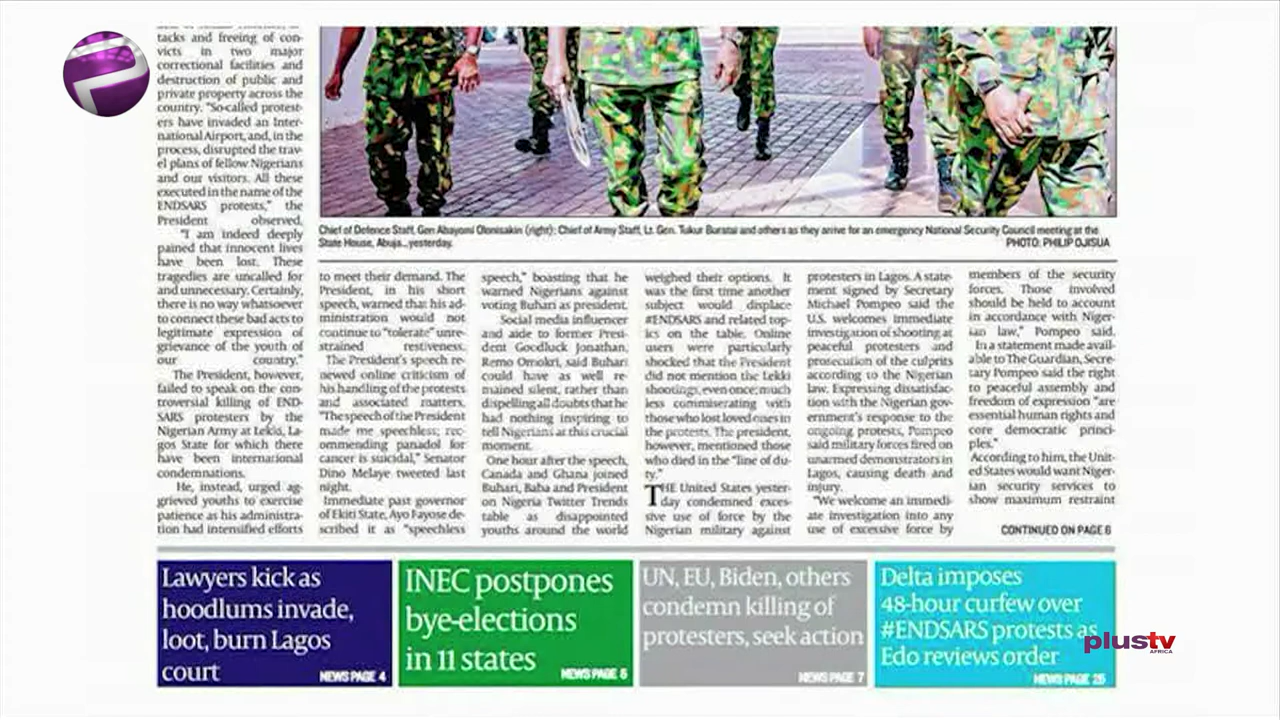 tacks and freeing of con-
victs in two major
correctional facilities and
destruction of public and
private property across the
country. "So-called protest-
ers have invaded an Inter-
national Airport, and, in the
process, disrupted the trav-
el plans of fellow Nigerians
and our visitors. All these
executed in the name of the
ENDSARS protests," the
President observed.
"I am indeed deeply
pained that innocent lives
have been lost. These
tragedies are uncalled for
and unnecessary. Certainly,
there is no way whatsoever
to connect these bad acts to
legitimate expression of
grievance of the youth of
our country."
The President, however,
failed to speak on the con-
troversial killing of END-
SARS protesters by the
Nigerian Army at Lekki, La-
gos State for which there
have been international
condemnations.
He, instead, urged ag-
grieved youths to exercise
patience as his administra-
tion had intensified efforts
Chief of Defence Staff, Gen Abayomi Olonisakin (right); Chief of Army Staff, Lt. Gen. Tukur Buratai and others as they arrive for an emergency National Security Council meeting at the
State House, Abuja... yesterday.
PHOTO: PHILIP OJISUA
to meet their demand. The
President, in his short
speech, warned that his ad-
ministration would not
continue to "tolerate" unre-
strained restiveness.
The President's speech re-
newed online criticism of
his handling of the protests
and associated matters.
"The speech of the President
made me speechless; rec-
ommending panadol for
cancer is suicidal," Senator
Dino Melaye tweeted last
night.
Immediate past governor
of Ekiti State, Ayo Fayose de-
scribed it as "speechless
speech," boasting that he
warned Nigerians against
voting Buhari as president.
Social media influencer
and aide to former Presi-
dent Goodluck Jonathan,
Reno Omokri, said Buhari
could have as well re-
mained silent, rather than
dispelling all doubts that he
had nothing inspiring to
tell Nigerians at this crucial
moment.
One hour after the speech,
Canada and Ghana joined
Buhari, Baba and President
on Nigeria Twitter Trends
table as disappointed
youths around the world
weighed their options. It
was the first time another
subject would displace
#ENDSARS and related top-
ics on the table. Online
users were particularly
shocked that the President
did not mention the Lekki
shootings, even once; much
less commiserating with
those who lost loved ones in
the protests. The president,
however, mentioned those
who died in the "line of du-
ty."
THE United States yester-
day condemned exces-
sive use of force by the
Nigerian military against
protesters in Lagos. A state-
ment signed by Secretary
Michael Pompeo said the
U.S. welcomes immediate
investigation of shooting at
peaceful protesters and
prosecution of the culprits
according to the Nigerian
law. Expressing dissatisfac-
tion with the Nigerian gov-
ernment's response to the
ongoing protests, Pompeo
said military forces fired on
unarmed demonstrators in
Lagos, causing death and
injury.
"We welcome an immedi-
ate investigation into any
use of excessive force by
members of the security
forces. Those involved
should be held to account
in accordance with Niger-
ian law," Pompeo said.
In a statement made avail-
able to The Guardian, Secre-
tary Pompeo said the right
to peaceful assembly and
freedom of expression "are
essential human rights and
core democratic princi-
ples."
According to him, the Unit-
ed States would want Niger-
ian security services to
show maximum restraint
CONTINUED ON PAGE 6
Lawyers kick as
hoodlums invade,
loot, burn Lagos
court
NEWS PAGE 4
INEC postpones
bye-elections
in 11 states
NEWS PAGE 5
UN, EU, Biden, others
condemn killing of
protesters, seek action
NEWS PAGE 7
Delta imposes
48-hour curfew over
#ENDSARS protests as
Edo reviews order
NEWS PAGE 25
plustv
AFRICA